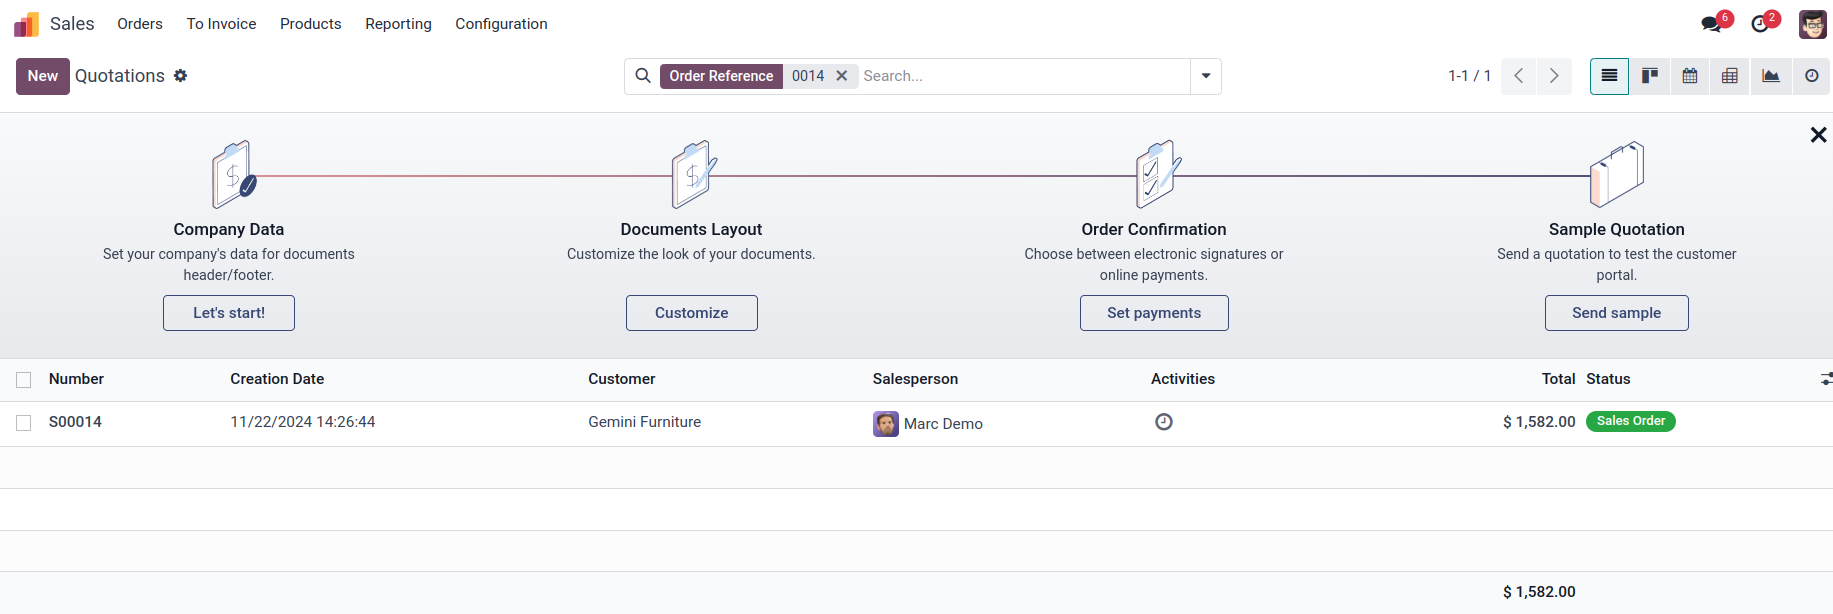 Sales Orders To Invoice Products Reporting Configuration 6 2
New Quotations Order Reference 0014 Search... 1-1 / 1
Company Data
Set your company's data for documents
header/footer.
Let's start!
Documents Layout
Customize the look of your documents.
Customize
Order Confirmation
Choose between electronic signatures or
online payments.
Set payments
Sample Quotation
Send a quotation to test the customer
portal.
Send sample
Number Creation Date Customer Salesperson Activities Total Status
S00014 11/22/2024 14:26:44 Gemini Furniture Marc Demo $ 1,582.00 Sales Order
$ 1,582.00